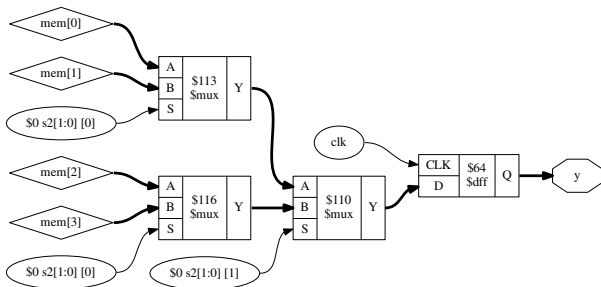 mem[0]
mem[1]
$0 s2[1:0] [0]
A
B
S
$113
$mux
Y
mem[2]
mem[3]
$0 s2[1:0] [0]
A
B
S
$116
$mux
Y
$0 s2[1:0] [1]
A
B
S
$110
$mux
Y
clk
CLK
D
$64
$dff
Q
y